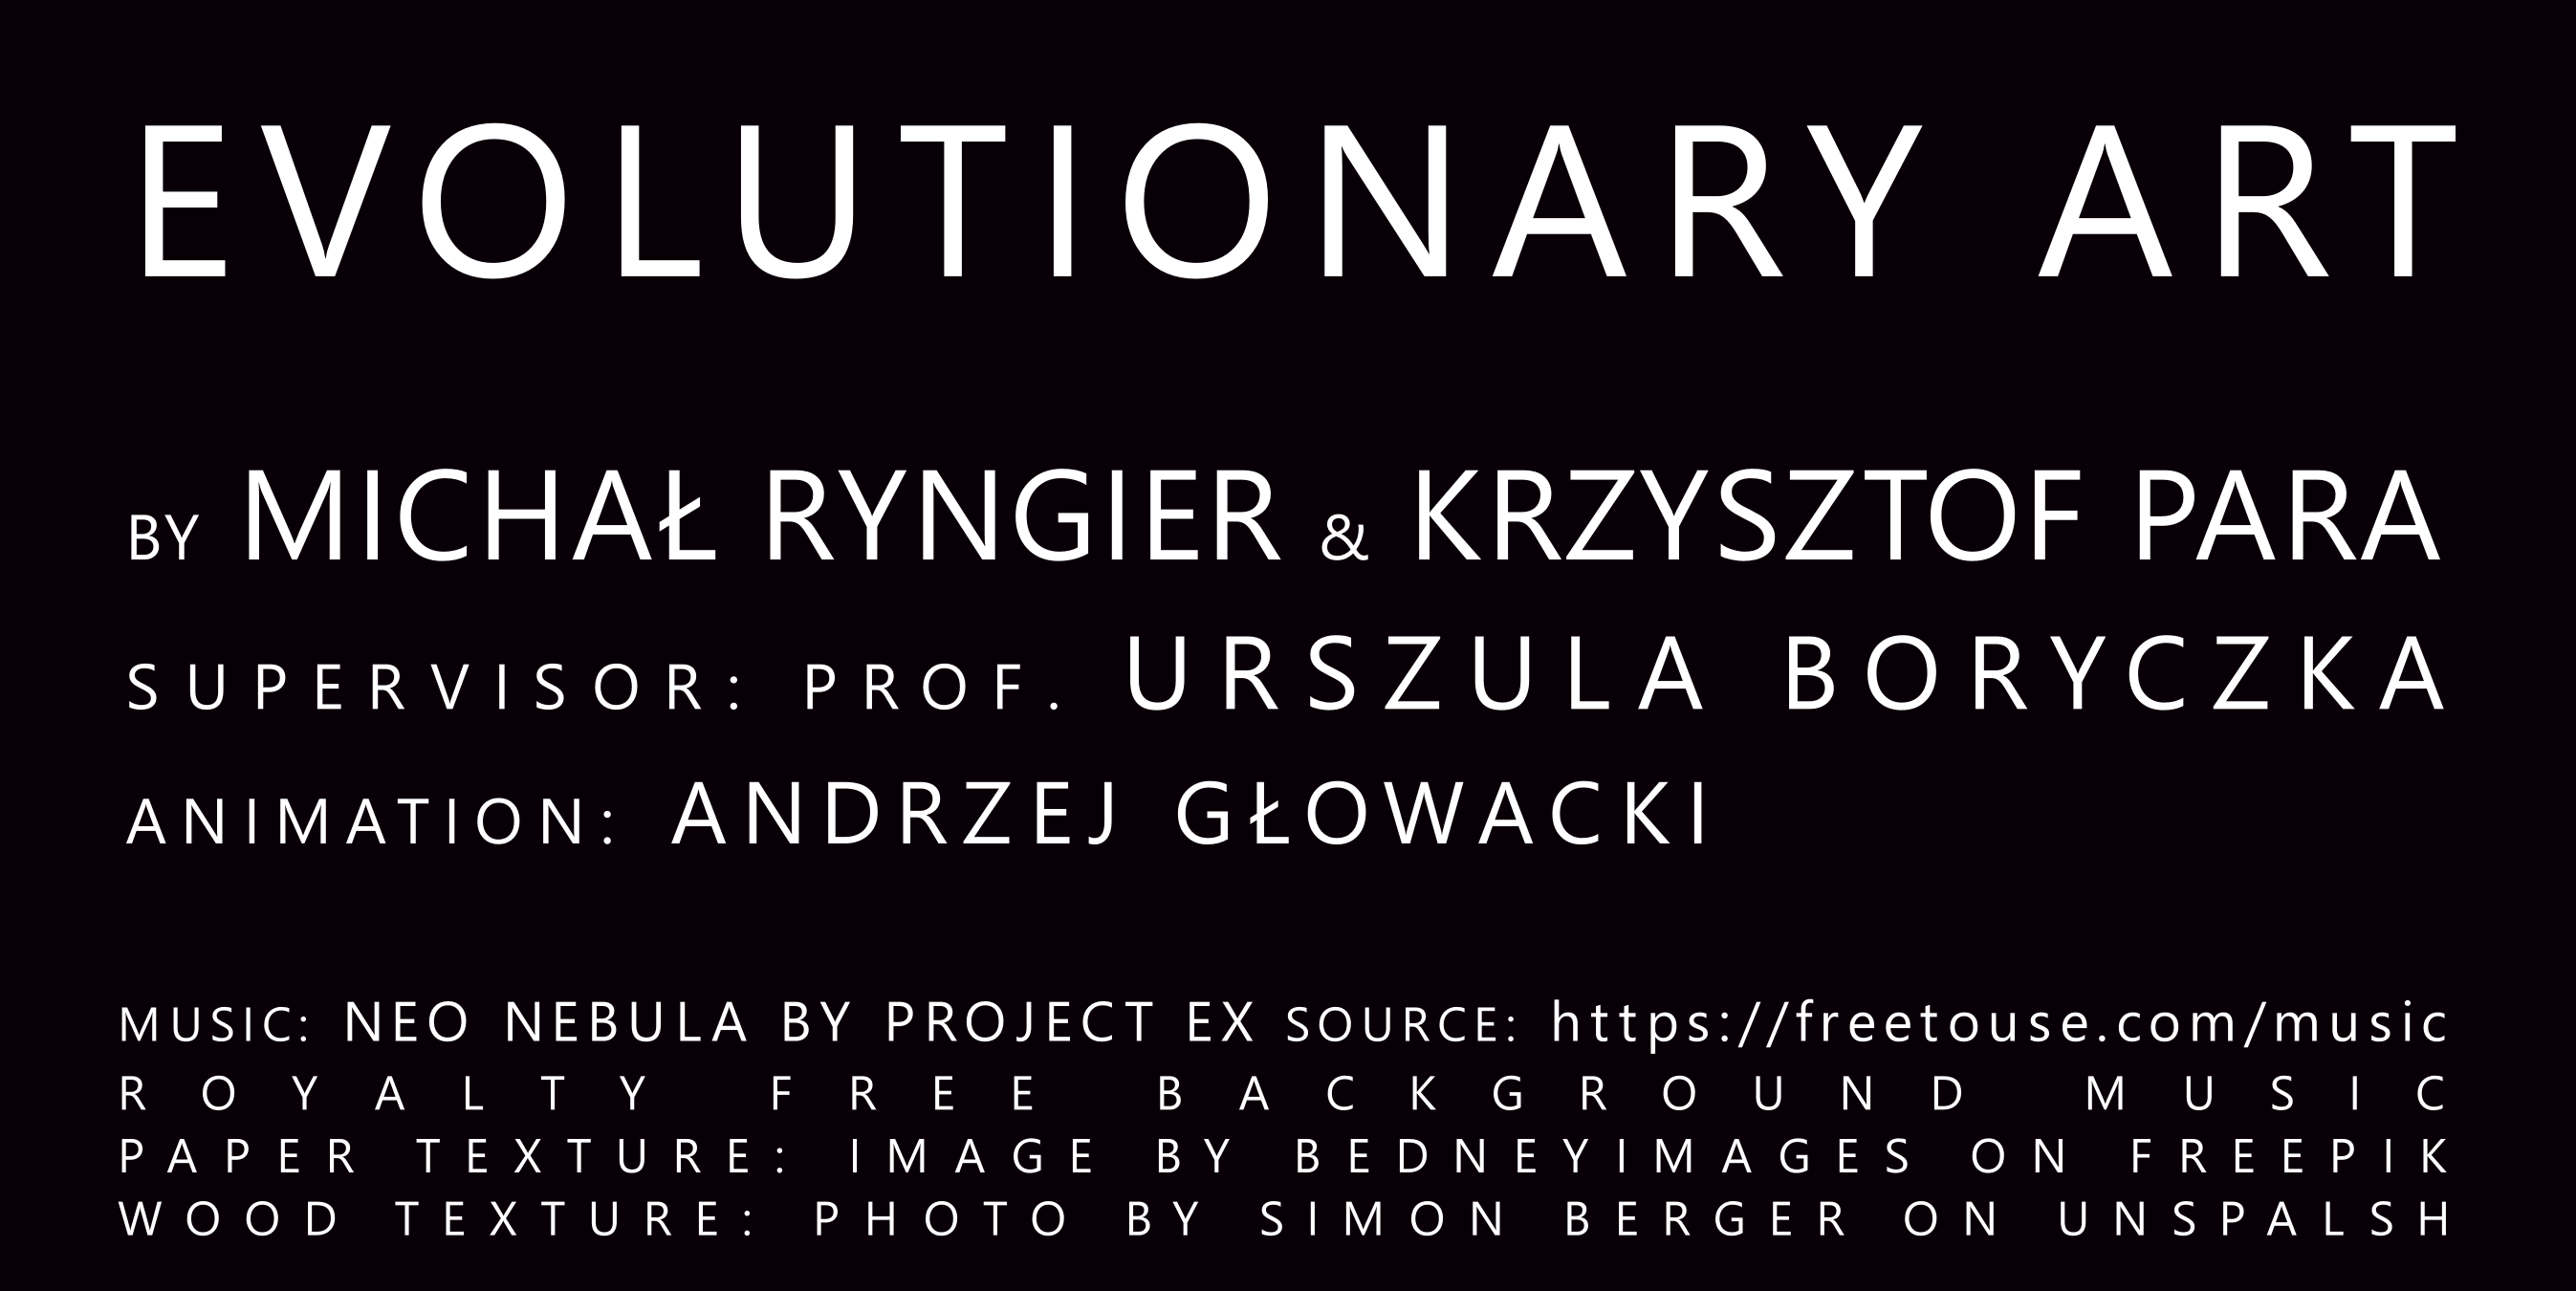 EVOLUTIONARY ART
BY MICHAŁ RYNGIER & KRZYSZTOF PARA
SUPERVISOR: PROF. URSZULA BORYCZKA
ANIMATION: ANDRZEJ GŁOWACKI
MUSIC: NEO NEBULA BY PROJECT EX SOURCE: https://freetouse.com/music
ROYALTY FREE BACKGROUND MUSIC
PAPER TEXTURE: IMAGE BY BEDNEYIMAGES ON FREEPIK
WOOD TEXTURE: PHOTO BY SIMON BERGER ON UNSPALSH